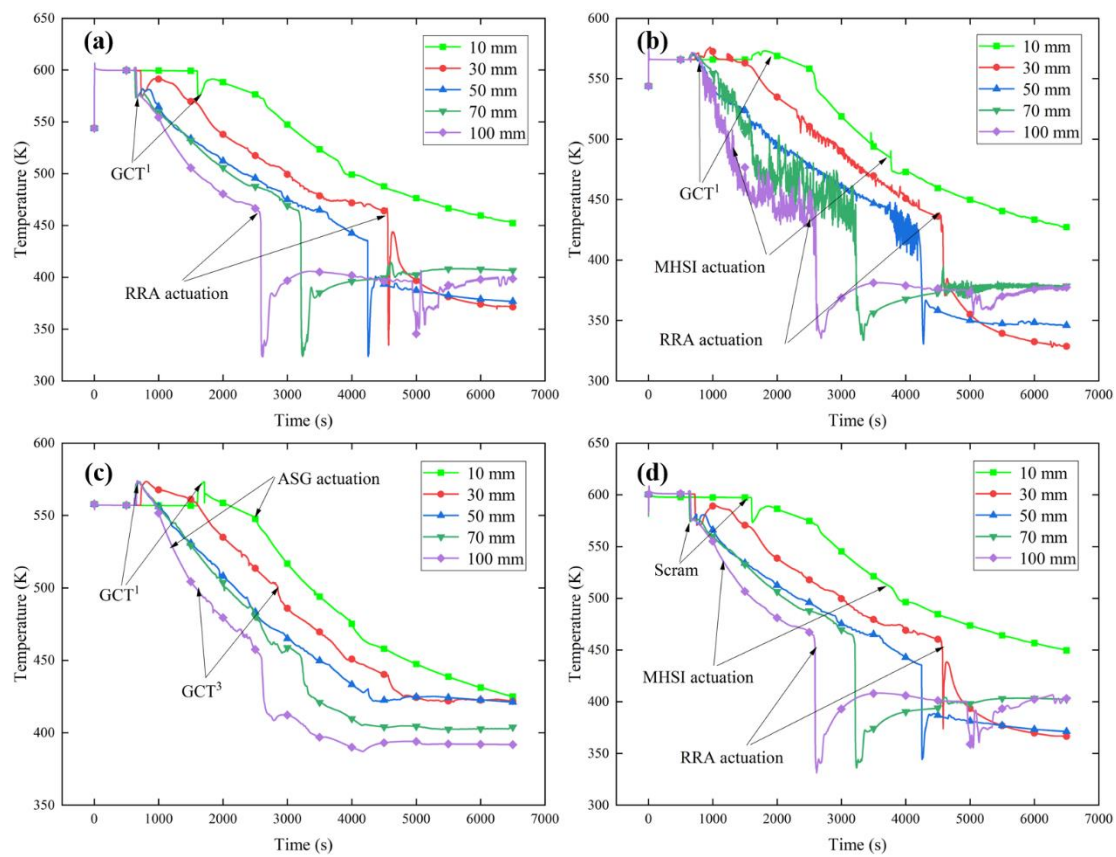 (a)
650
600
550
500
450
400
350
300
Temperature (K)
10 mm
30 mm
50 mm
70 mm
100 mm
GCT¹
RRA actuation
0 1000 2000 3000 4000 5000 6000 7000
Time (s)
(b)
600
550
500
450
400
350
300
Temperature (K)
10 mm
30 mm
50 mm
70 mm
100 mm
GCT¹
MHSI actuation
RRA actuation
0 1000 2000 3000 4000 5000 6000 7000
Time (s)
(c)
600
550
500
450
400
350
Temperature (K)
ASG actuation
10 mm
30 mm
50 mm
70 mm
100 mm
GCT¹
GCT³
0 1000 2000 3000 4000 5000 6000 7000
Time (s)
(d)
650
600
550
500
450
400
350
300
Temperature (K)
10 mm
30 mm
50 mm
70 mm
100 mm
Scram
MHSI actuation
RRA actuation
0 1000 2000 3000 4000 5000 6000 7000
Time (s)